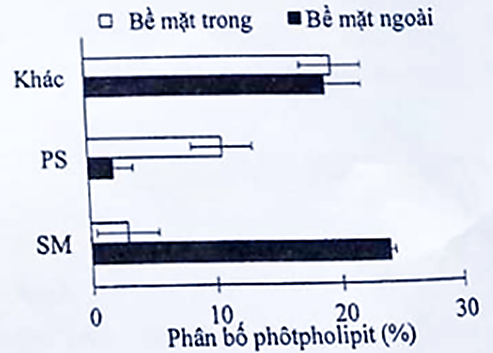 Bề mặt trong Bề mặt ngoài
Khác
PS
SM
0 10 20 30
Phân bố phôtpholipit (%)